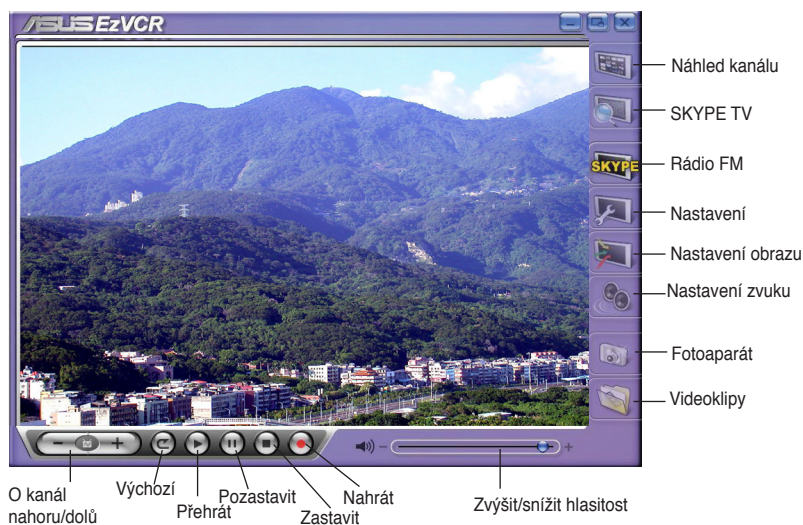 ASUS EzVCR
Náhled kanálu
SKYPE TV
SKYPE
Rádio FM
Nastavení
Nastavení obrazu
Nastavení zvuku
Fotoaparát
Videoklipy
O kanál
nahoru/dolů
Výchozí
Přehrát
Pozastavit
Zastavit
Nahrát
Zvýšit/snížit hlasitost